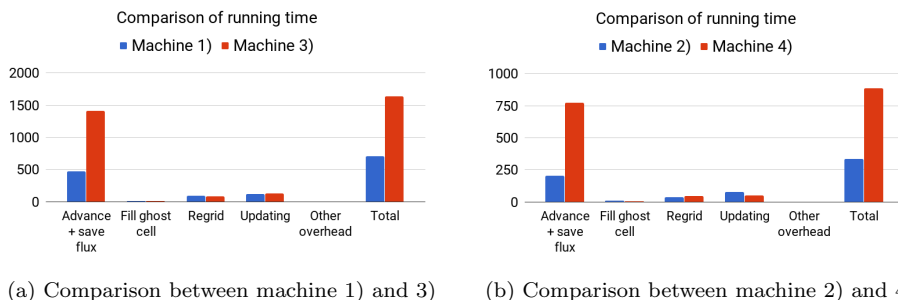 Comparison of running time
Machine 1) Machine 3)
2000
1500
1000
500
0
Advance + save flux
Fill ghost cell
Regrid
Updating
Other overhead
Total
(a) Comparison between machine 1) and 3)
Comparison of running time
Machine 2) Machine 4)
1000
750
500
250
0
Advance + save flux
Fill ghost cell
Regrid
Updating
Other overhead
Total
(b) Comparison between machine 2) and 4